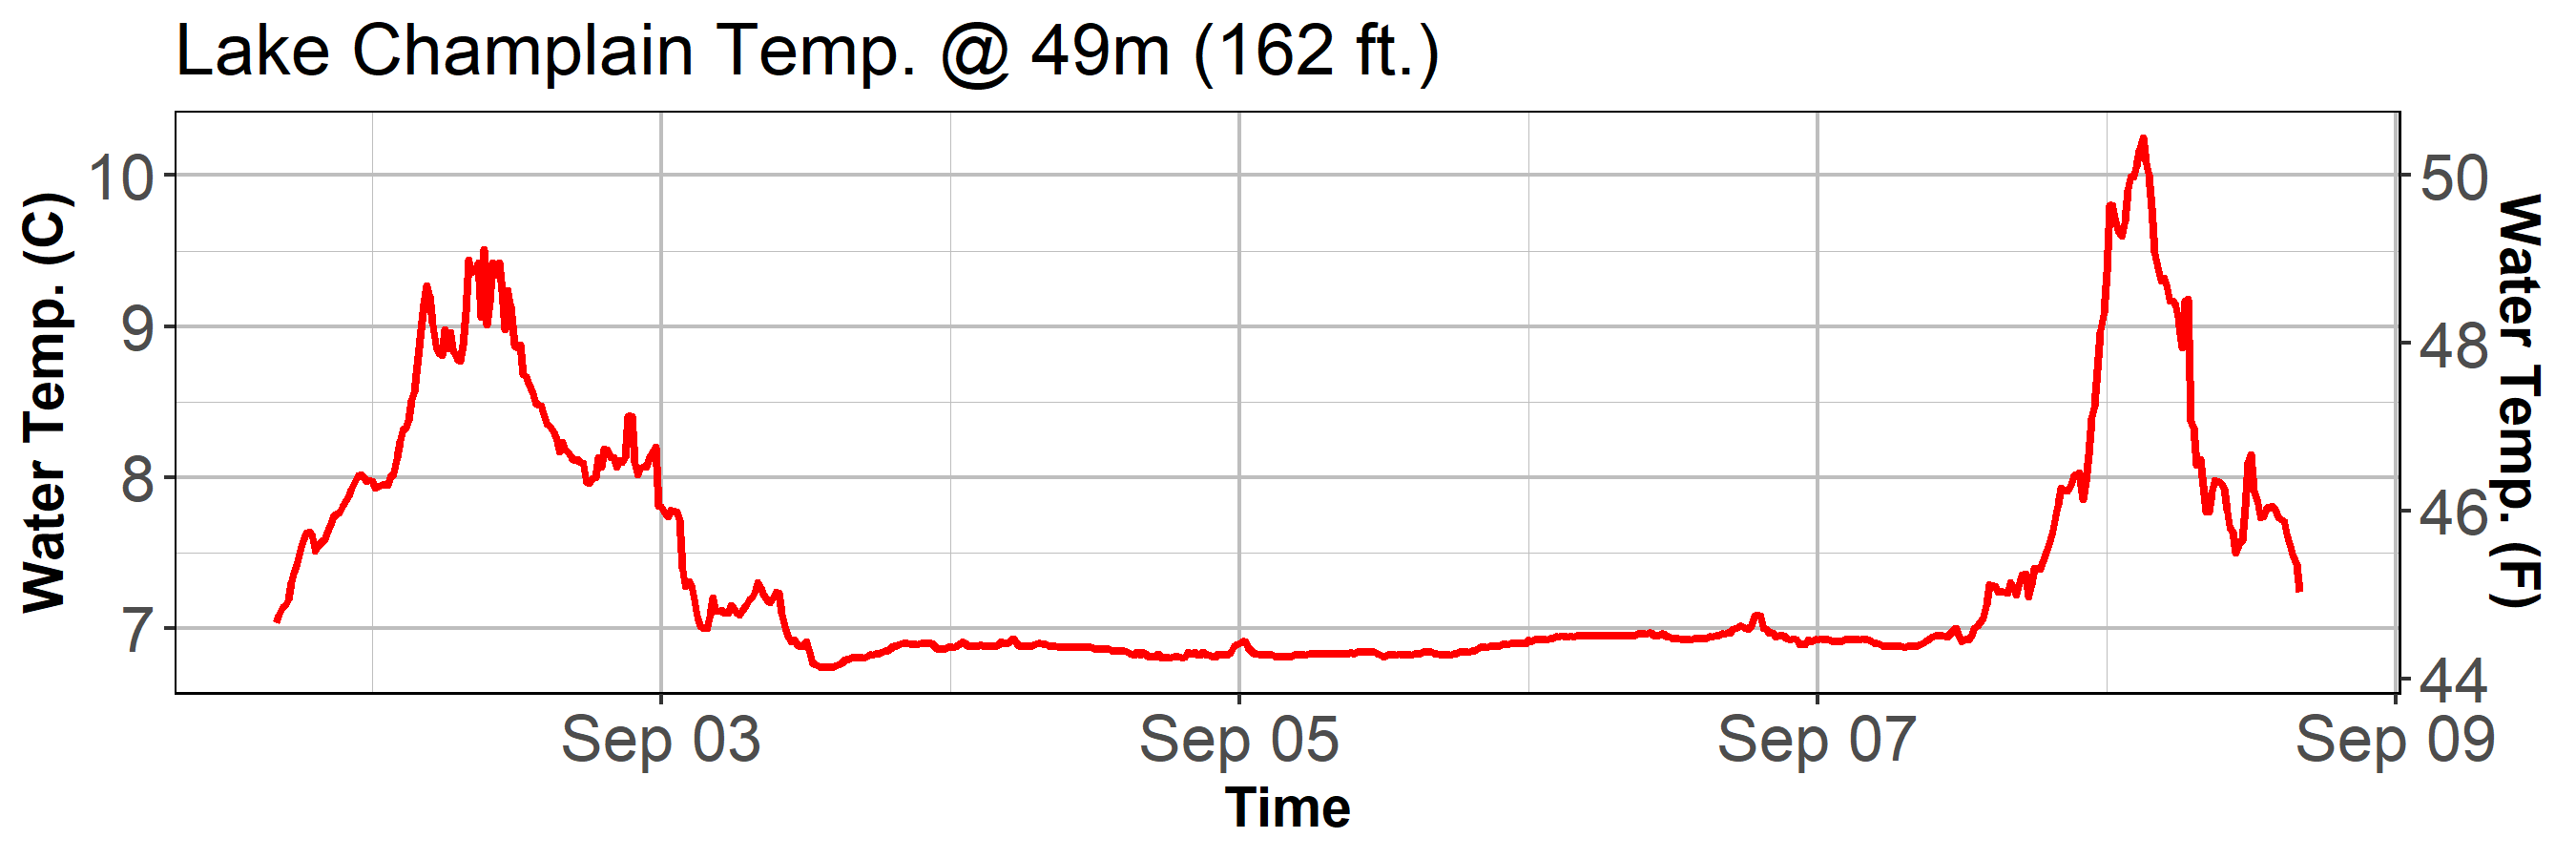 Lake Champlain Temp. @ 49m (162 ft.)
Water Temp. (C)
10
9
8
7
50
48
46
44
Water Temp. (F)
Sep 03
Sep 05
Sep 07
Sep 09
Time